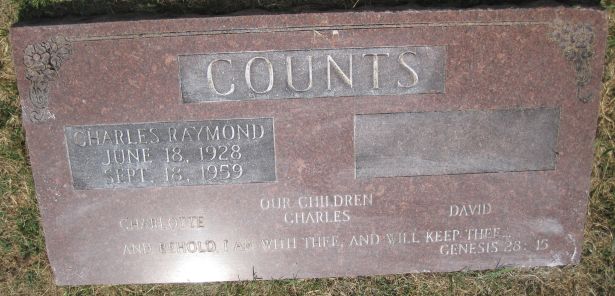 COUNTS
CHARLES RAYMOND
JUNE 18, 1928
SEPT. 18, 1959
OUR CHILDREN
CHARLOTTE CHARLES DAVID
AND BEHOLD, I AM WITH THEE, AND WILL KEEP THEE...
GENESIS 28: 15